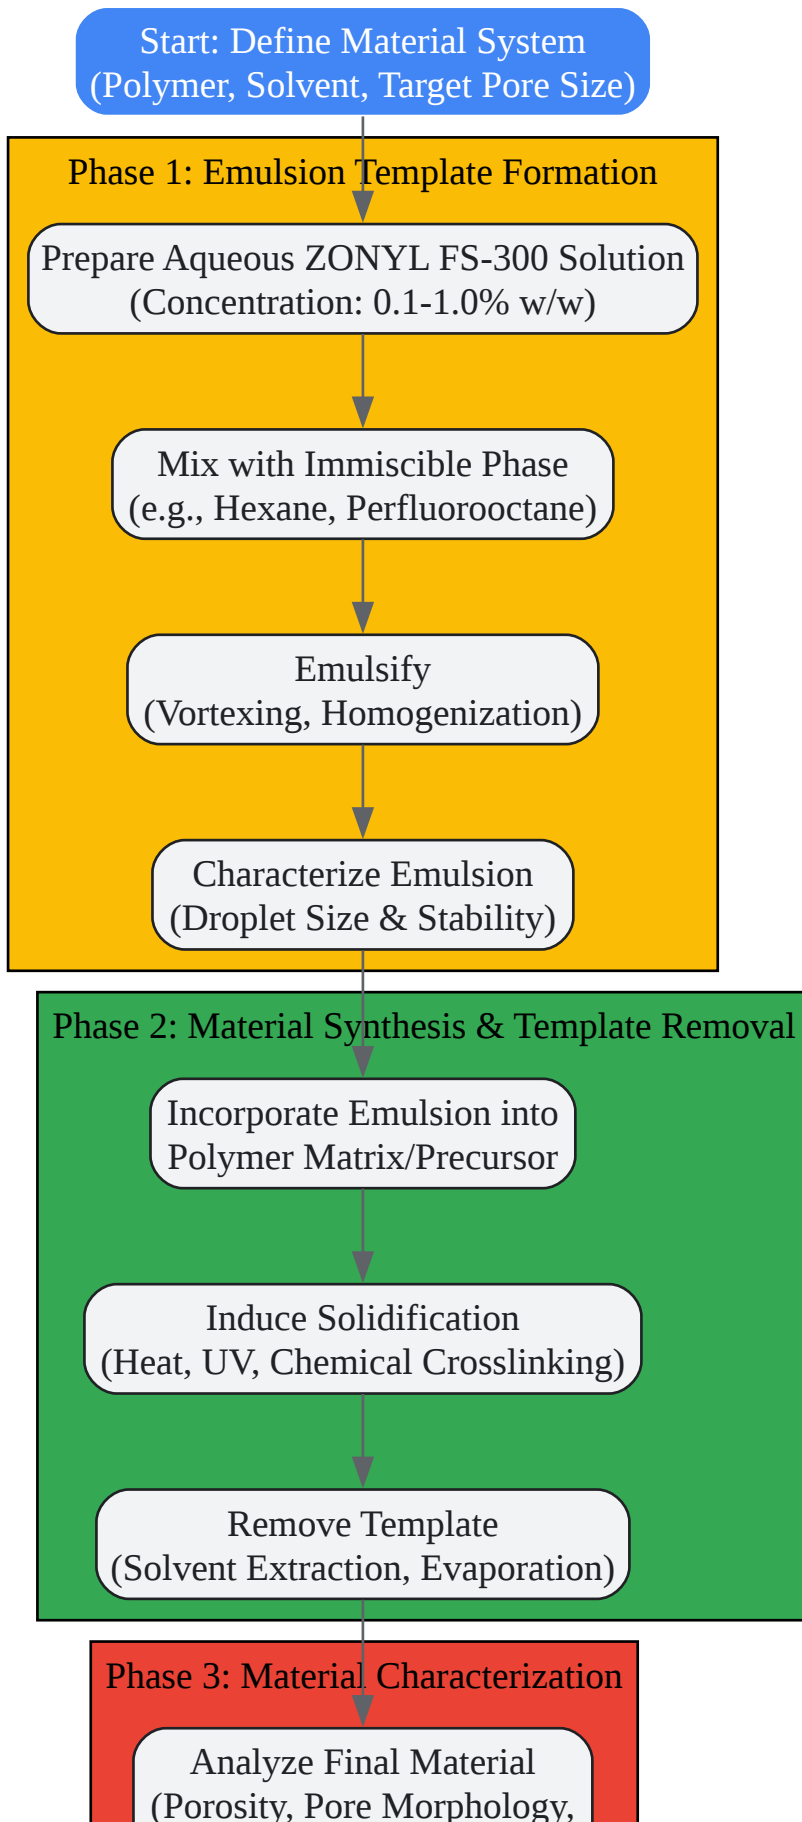 Start: Define Material System
(Polymer, Solvent, Target Pore Size)
Phase 1: Emulsion Template Formation
Prepare Aqueous ZONYL FS-300 Solution
(Concentration: 0.1-1.0% w/w)
Mix with Immiscible Phase
(e.g., Hexane, Perfluorooctane)
Emulsify
(Vortexing, Homogenization)
Characterize Emulsion
(Droplet Size & Stability)
Phase 2: Material Synthesis & Template Removal
Incorporate Emulsion into
Polymer Matrix/Precursor
Induce Solidification
(Heat, UV, Chemical Crosslinking)
Remove Template
(Solvent Extraction, Evaporation)
Phase 3: Material Characterization
Analyze Final Material
(Porosity, Pore Morphology,